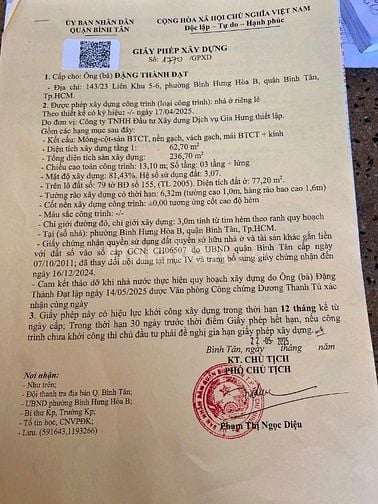 ỦY BAN NHÂN DÂN
QUẬN BÌNH TÂN
CỘNG HÒA XÃ HỘI CHỦ NGHĨA VIỆT NAM
Độc lập - Tự do - Hạnh phúc
GIẤY PHÉP XÂY DỰNG
Số: 1770 /GPXD
1. Cấp cho: Ông (bà) ĐẶNG THÀNH ĐẠT
- Địa chỉ: 143/23 Liên Khu 5-6, phường Bình Hưng Hòa B, quận Bình Tân,
Tp.HCM.
2. Được phép xây dựng công trình (loại công trình): nhà ở riêng lẻ
Theo thiết kế có ký hiệu -/- ngày 17/04/2025.
Do đơn vị: Công ty TNHH Đầu tư Xây dựng Dịch vụ Gia Hưng thiết lập.
Gồm các hạng mục sau đây:
- Kết cấu: Móng-cột-sàn BTCT, nền gạch, vách gạch, mái BTCT + kính
- Diện tích xây dựng tầng 1: 62,70 m²
- Tổng diện tích sàn xây dựng: 236,70 m²
- Chiều cao toàn công trình: 13,10 m; Số tầng: 03 tầng + lửng
- Mật độ xây dựng: 81,43%. Hệ số sử dụng đất: 3,07.
- Trên lô đất số: 79 tờ BĐ số 155, (TL 2005). Diện tích đất ở: 77,20 m².
- Tường rào xây dựng có chiều cao: 6,32m (tường cao 1,0m, hàng rào bao cao 1,6m)
- Cốt nền xây dựng công trình: ±0,00 tương ứng cốt cao độ hẻm
- Màu sắc công trình: -/-
- Chỉ giới đường đỏ, chỉ giới xây dựng: 3,0m tính từ tim hẻm theo ranh quy hoạch
- Tại (số nhà): phường Bình Hưng Hòa B, quận Bình Tân, Tp.HCM.
- Giấy chứng nhận quyền sử dụng đất quyền sở hữu nhà ở và tài sản khác gắn liền
với đất số vào sổ cấp GCN: CH06507 do UBND quận Bình Tân cấp ngày
07/10/2011; đã thay đổi nội dung tại mục IV và trang bổ sung giấy chứng nhận đến
ngày 16/12/2024.
- Cam kết tháo dỡ khi nhà nước thực hiện quy hoạch xây dựng do Ông (bà) Đặng
Thành Đạt lập ngày 14/05/2025 được Văn phòng Công chứng Dương Thanh Tú xác
nhận cùng ngày
3. Giấy phép này có hiệu lực khởi công xây dựng trong thời hạn 12 tháng kể từ
ngày cấp; Trong thời hạn 30 ngày trước thời điểm Giấy phép hết hạn, nếu công
trình chưa khởi công thì chủ đầu tư phải đề nghị gia hạn giấy phép xây dựng.
22 -05- 2025
Bình Tân, ngày tháng năm
KT. CHỦ TỊCH
PHÓ CHỦ TỊCH
Phạm Thị Ngọc Diệu
Nơi nhận:
- Như trên;
- Đội thanh tra địa bàn Q. Bình Tân;
- UBND phường Bình Hưng Hòa B;
- Bí thư Kp, Trưởng Kp;
- Tổ tin học, CNVPĐK;
- Lưu. (591643,1193266)